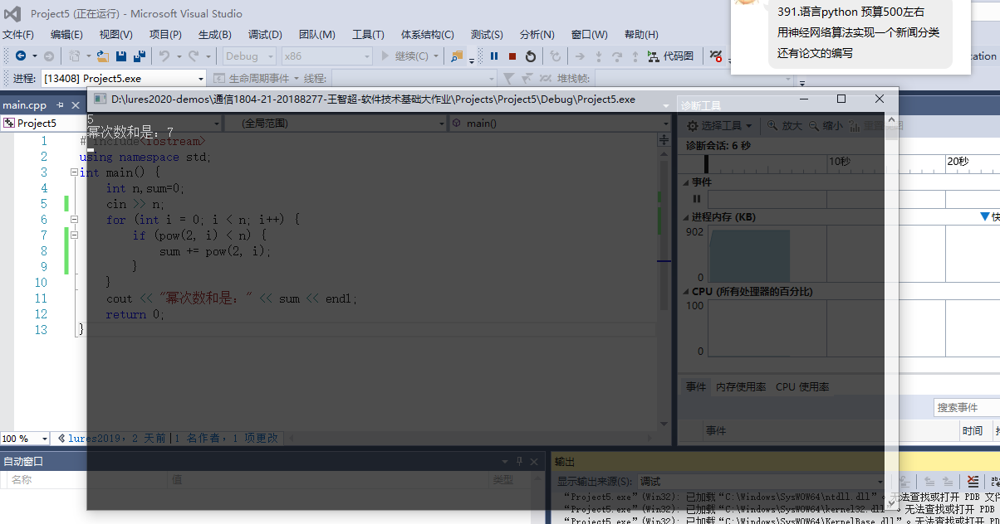 Project5 (正在运行) - Microsoft Visual Studio
文件(F) 编辑(E) 视图(V) 项目(P) 生成(B) 调试(D) 团队(M) 工具(T) 体系结构(C) 测试(S) 分析(N) 窗口(W) 帮助(H)
391.语言python 预算500左右
用神经网络算法实现一个新闻分类
还有论文的编写
Debug x86 继续(C) 代码图
进程: [13408] Project5.exe 生命周期事件 线程: 堆栈帧:
D:\lures2020-demos\通信1804-21-20188277-王智超-软件技术基础大作业\Projects\Project5\Debug\Project5.exe
main.cpp
Project5 (全局范围) main()
5
幂次数和是：7
1 #include<iostream>
2 using namespace std;
3 int main() {
4 int n,sum=0;
5 cin >> n;
6 for (int i = 0; i < n; i++) {
7 if (pow(2, i) < n) {
8 sum += pow(2, i);
9 }
10 }
11 cout << "幂次数和是：" << sum << endl;
12 return 0;
13 }
100 % lures2019，2 天前 | 1 名作者，1 项更改
诊断工具
选择工具 放大 缩小
诊断会话: 6 秒
10秒 20秒
事件
进程内存 (KB)
902
0
CPU (所有处理器的百分比)
100
0
事件 内存使用率 CPU 使用率
搜索事件
事件 时间
自动窗口
名称 值 类型
输出
显示输出来源(S): 调试
“Project5.exe”(Win32): 已加载“C:\Windows\SysWOW64\ntdll.dll”。无法查找或打开 PDB 文件
“Project5.exe”(Win32): 已加载“C:\Windows\SysWOW64\kernel32.dll”。无法查找或打开 PDB
“Project5.exe”(Win32): 已加载“C:\Windows\SysWOW64\KernelBase.dll”。无法查找或打开 PD